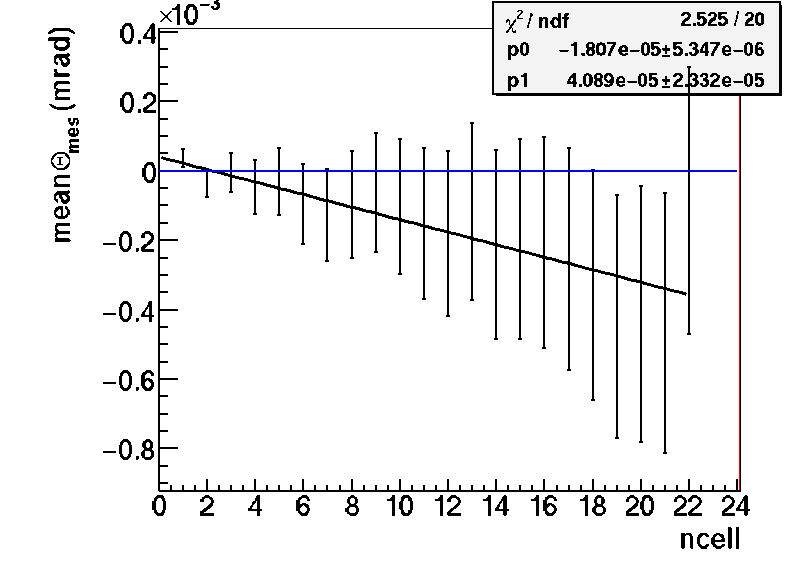 ×10⁻³
χ² / ndf 2.525 / 20
p0 −1.807e−05±5.347e−06
p1 4.089e−05±2.332e−05
meanΘmes (mrad)
0.4
0.2
0
−0.2
−0.4
−0.6
−0.8
0 2 4 6 8 10 12 14 16 18 20 22 24
ncell